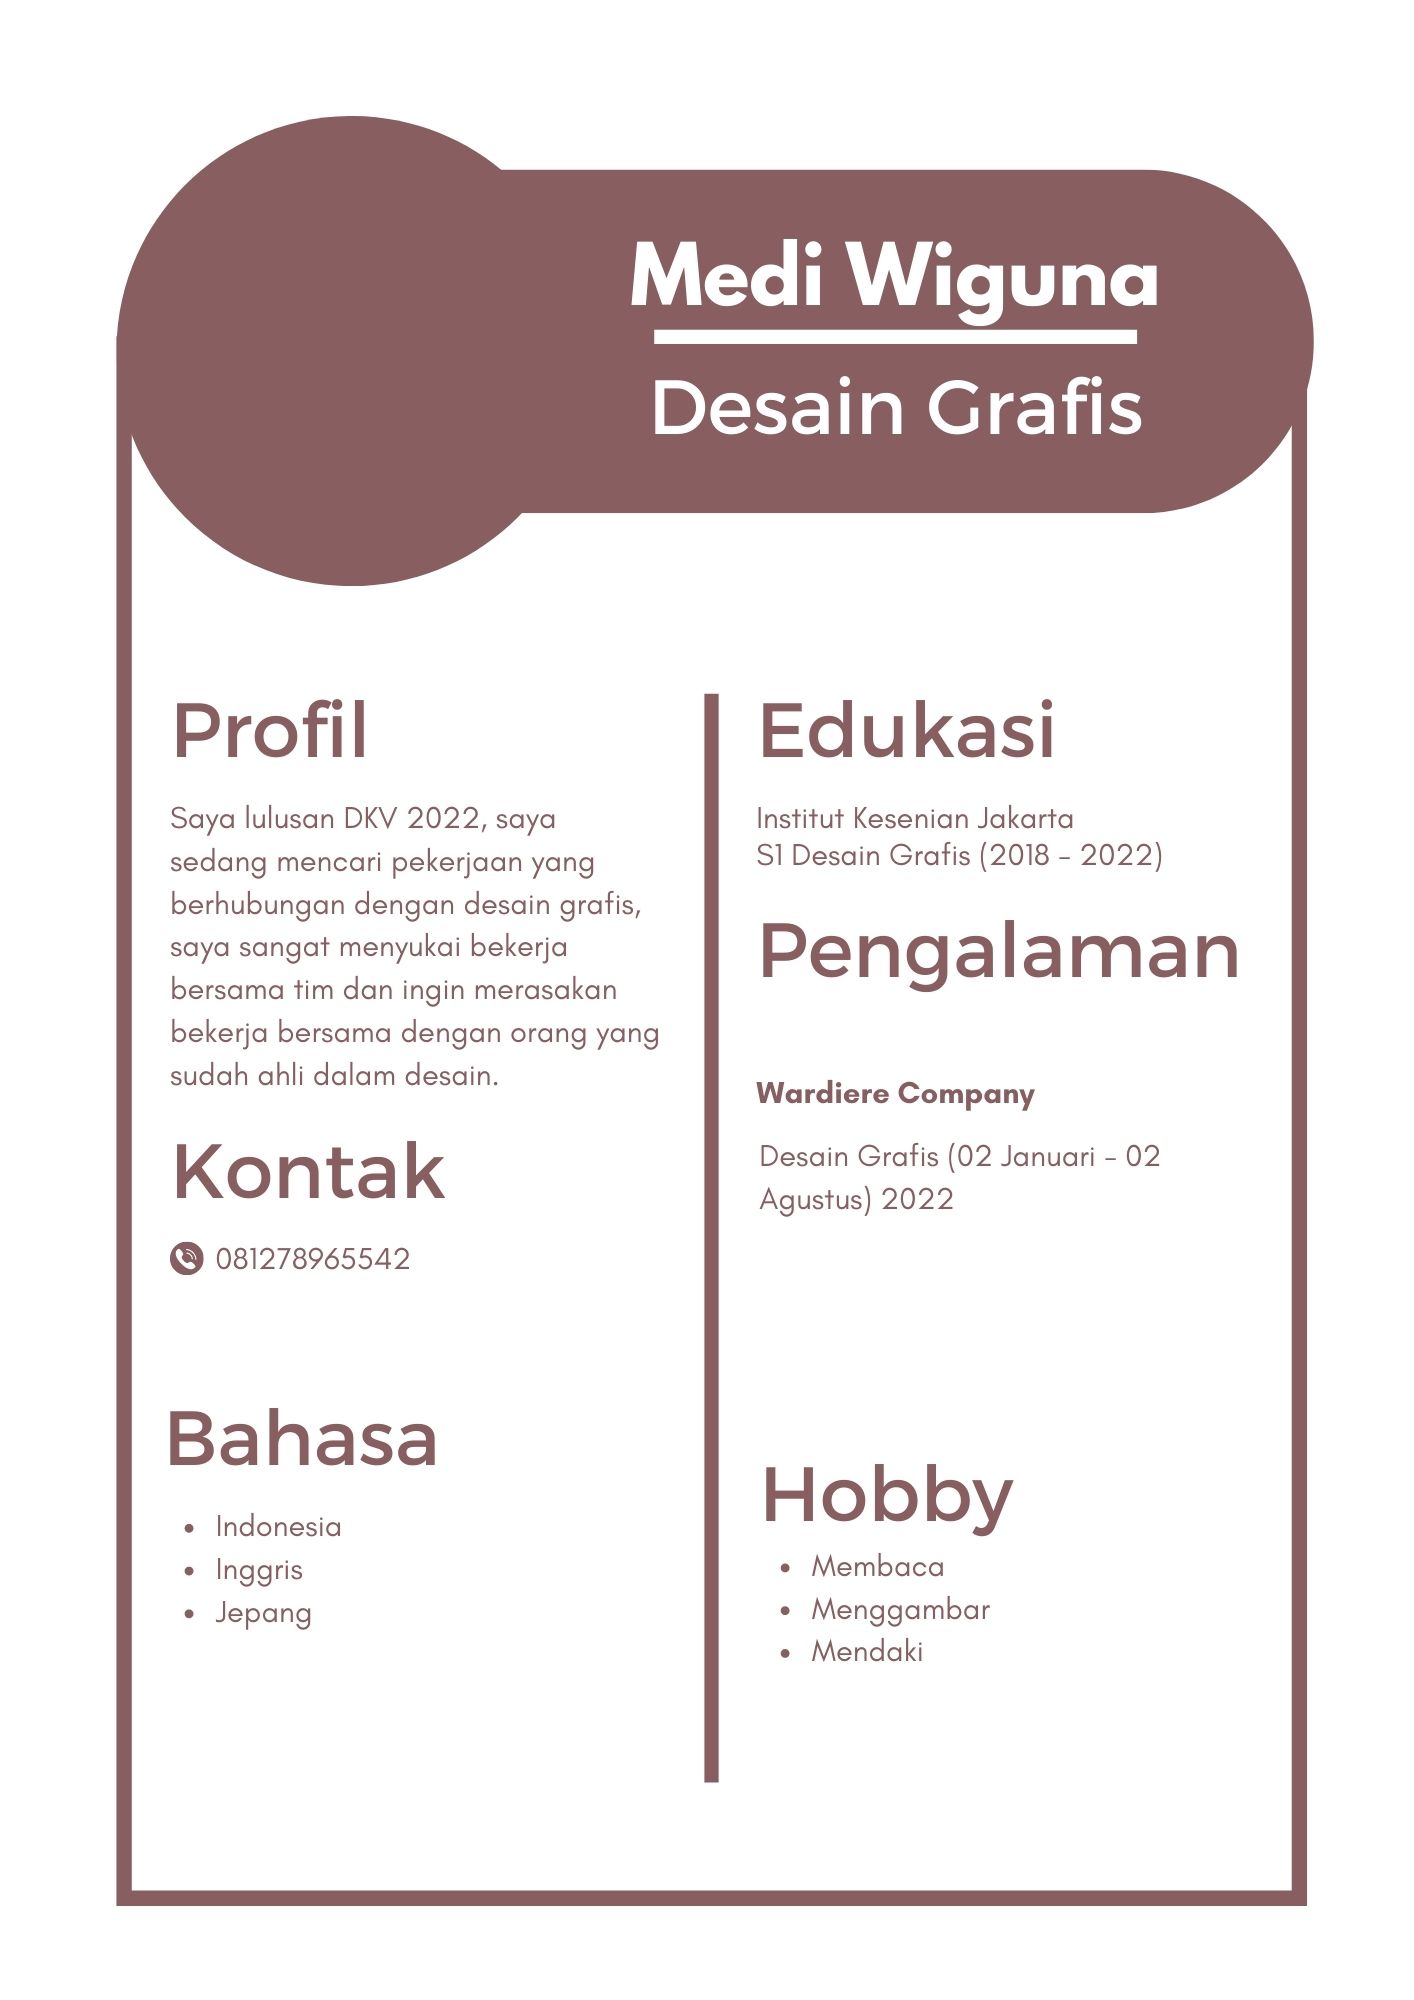 Medi Wiguna
Desain Grafis
Profil
Saya lulusan DKV 2022, saya
sedang mencari pekerjaan yang
berhubungan dengan desain grafis,
saya sangat menyukai bekerja
bersama tim dan ingin merasakan
bekerja bersama dengan orang yang
sudah ahli dalam desain.
Kontak
081278965542
Bahasa
• Indonesia
• Inggris
• Jepang
Edukasi
Institut Kesenian Jakarta
S1 Desain Grafis (2018 - 2022)
Pengalaman
Wardiere Company
Desain Grafis (02 Januari - 02
Agustus) 2022
Hobby
• Membaca
• Menggambar
• Mendaki